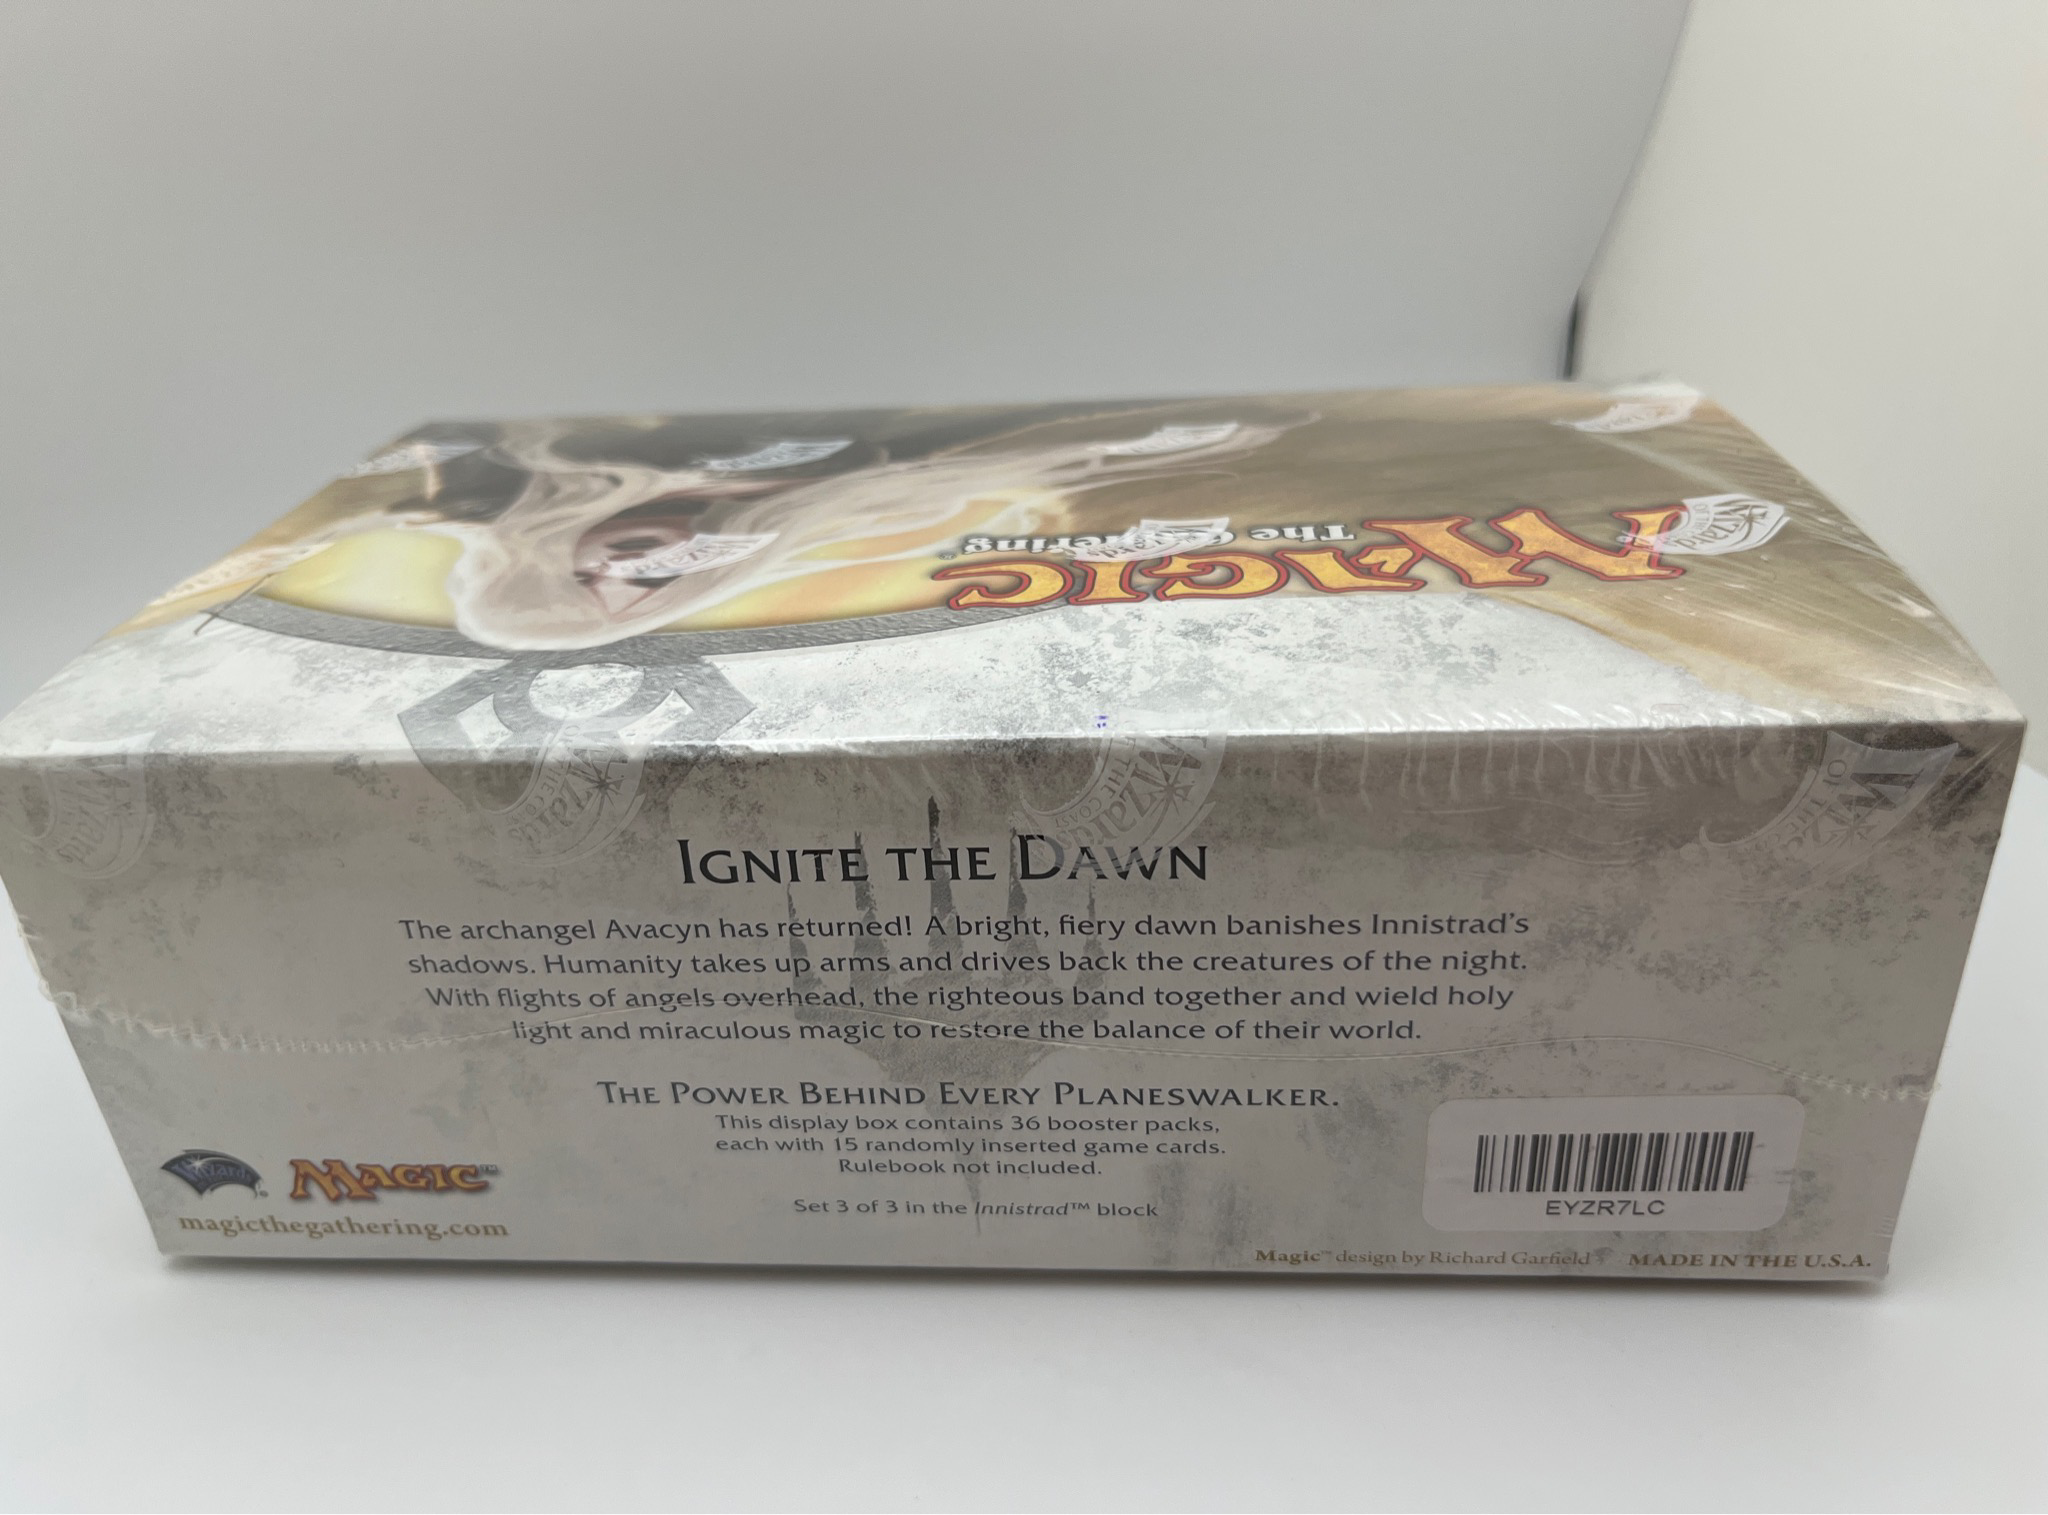 MAGIC
The Gathering®
IGNITE THE DAWN
The archangel Avacyn has returned! A bright, fiery dawn banishes Innistrad's
shadows. Humanity takes up arms and drives back the creatures of the night.
With flights of angels overhead, the righteous band together and wield holy
light and miraculous magic to restore the balance of their world.
THE POWER BEHIND EVERY PLANESWALKER.
This display box contains 36 booster packs,
each with 15 randomly inserted game cards.
Rulebook not included.
Set 3 of 3 in the Innistrad™ block
Wizards ®
MAGIC™
magicthegathering.com
EYZR7LC
Magic™ design by Richard Garfield
MADE IN THE U.S.A.